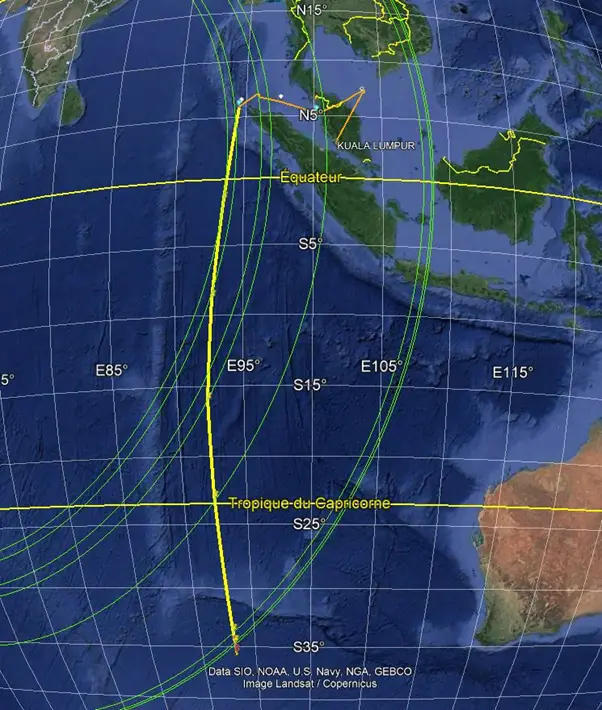 N15°
N5°
KUALA LUMPUR
Équateur
S5°
E85°
E95°
E105°
E115°
5°
S15°
Tropique du Capricorne
S25°
S35°
Data SIO, NOAA, U.S. Navy, NGA, GEBCO
Image Landsat / Copernicus